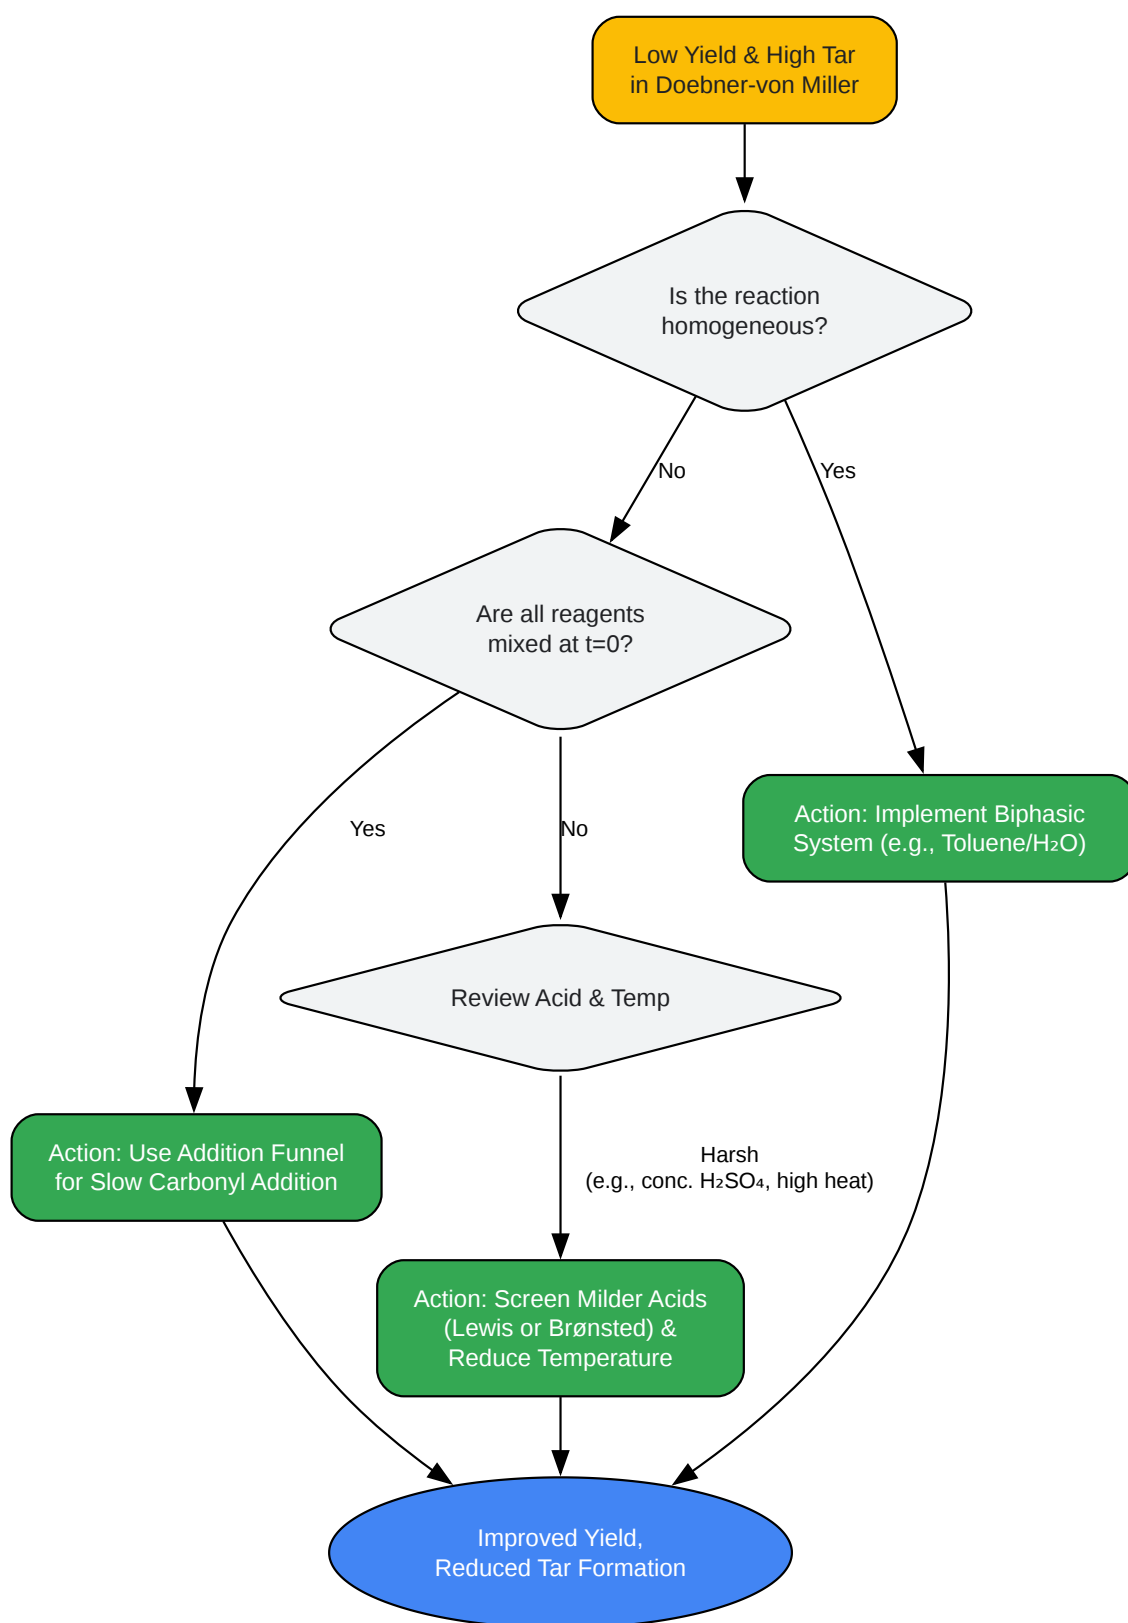 Low Yield & High Tar
in Doebner-von Miller
Is the reaction
homogeneous?
No
Yes
Are all reagents
mixed at t=0?
Action: Implement Biphasic
System (e.g., Toluene/H₂O)
Yes
No
Review Acid & Temp
Action: Use Addition Funnel
for Slow Carbonyl Addition
Harsh
(e.g., conc. H₂SO₄, high heat)
Action: Screen Milder Acids
(Lewis or Brønsted) &
Reduce Temperature
Improved Yield,
Reduced Tar Formation